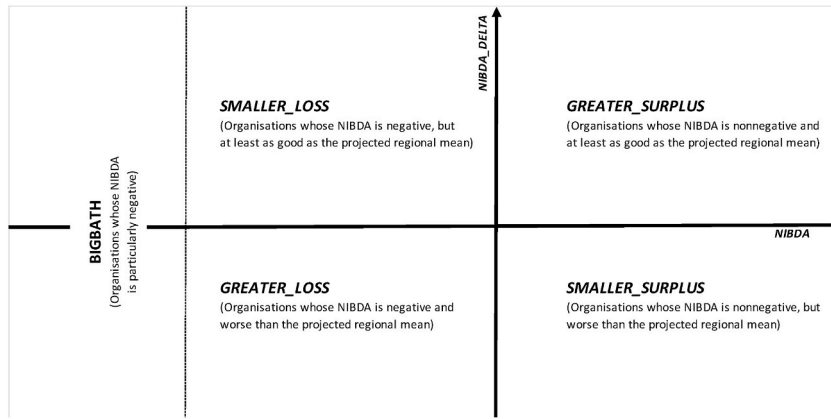 NIBDA_DELTA
SMALLER_LOSS
(Organisations whose NIBDA is negative, but
at least as good as the projected regional mean)
GREATER_SURPLUS
(Organisations whose NIBDA is nonnegative and
at least as good as the projected regional mean)
BIGBATH
(Organisations whose NIBDA
is particularly negative)
NIBDA
GREATER_LOSS
(Organisations whose NIBDA is negative and
worse than the projected regional mean)
SMALLER_SURPLUS
(Organisations whose NIBDA is nonnegative, but
worse than the projected regional mean)